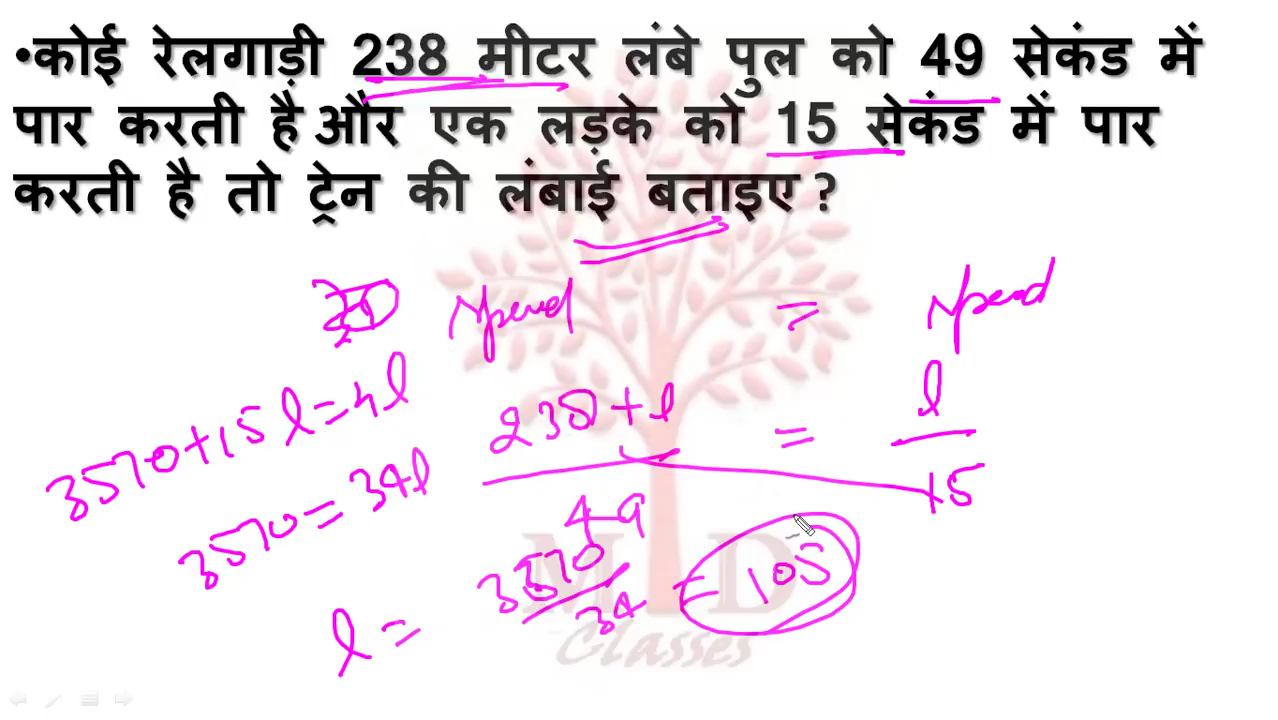 •कोई रेलगाड़ी 238 मीटर लंबे पुल को 49 सेकंड में
पार करती है और एक लड़के को 15 सेकंड में पार
करती है तो ट्रेन की लंबाई बताइए ?
Speed = Speed
238+l = l
49 15
3570+15l=49l
3570=34l
l = 3570 = 105
34
MD
Classes